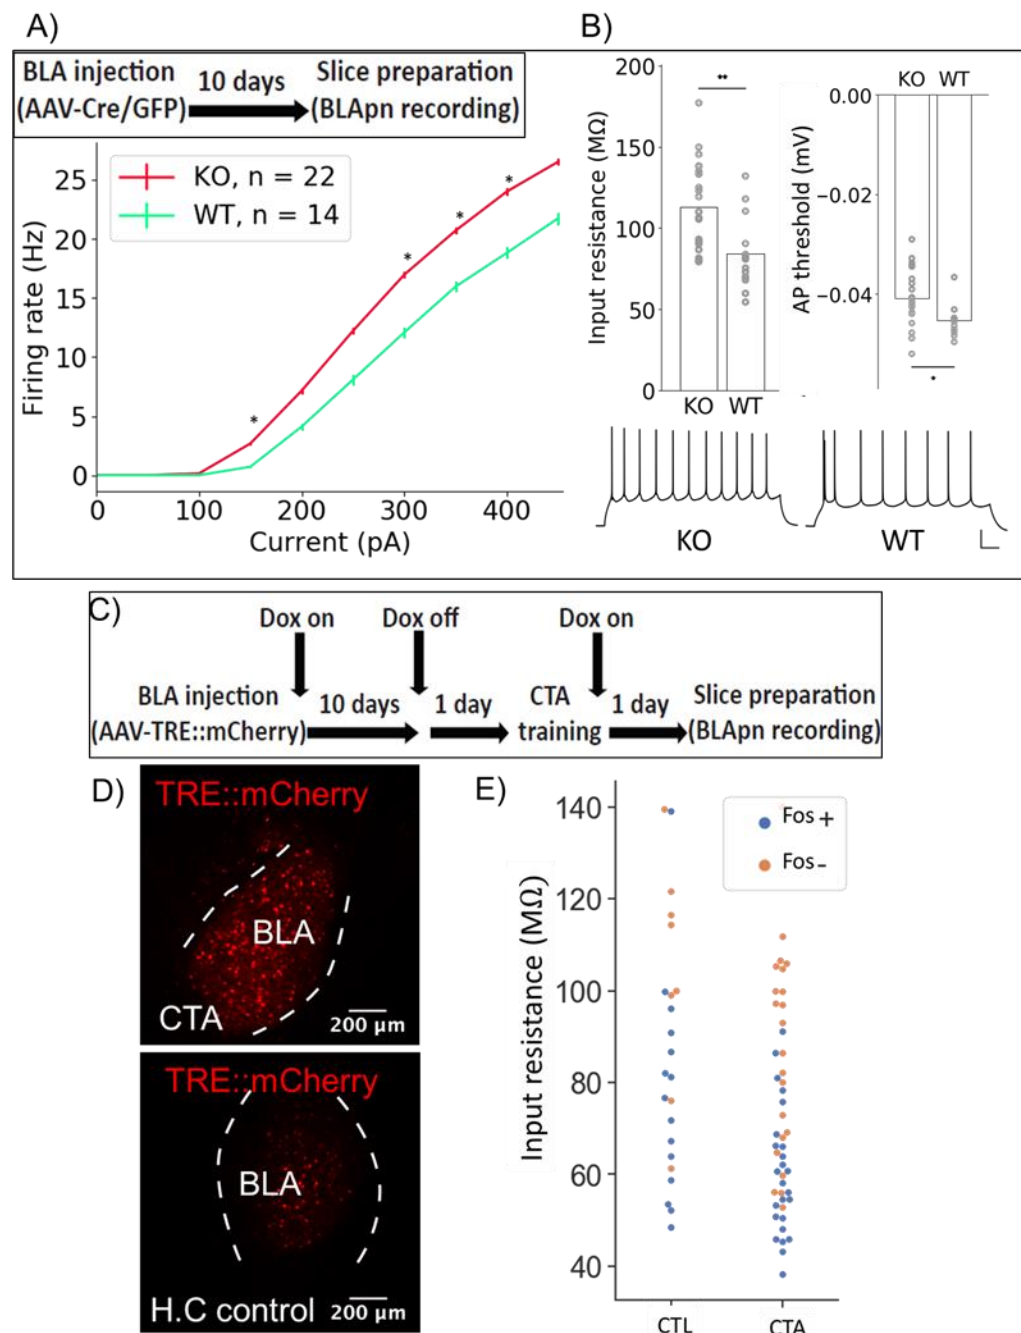 A)
BLA injection
(AAV-Cre/GFP)
10 days
Slice preparation
(BLApn recording)
KO, n = 22
WT, n = 14
Firing rate (Hz)
25
20
15
10
5
0
*
*
*
*
0 100 200 300 400
Current (pA)
B)
Input resistance (MΩ)
200
150
100
50
0
**
KO WT
KO WT
AP threshold (mV)
0.00
−0.02
−0.04
*
KO
WT
C)
Dox on Dox off Dox on
BLA injection
(AAV-TRE::mCherry)
10 days
1 day
CTA
training
1 day
Slice preparation
(BLApn recording)
D)
TRE::mCherry
BLA
CTA
200 μm
TRE::mCherry
BLA
H.C control
200 μm
E)
Input resistance (MΩ)
140
120
100
80
60
40
Fos+
Fos-
CTL CTA